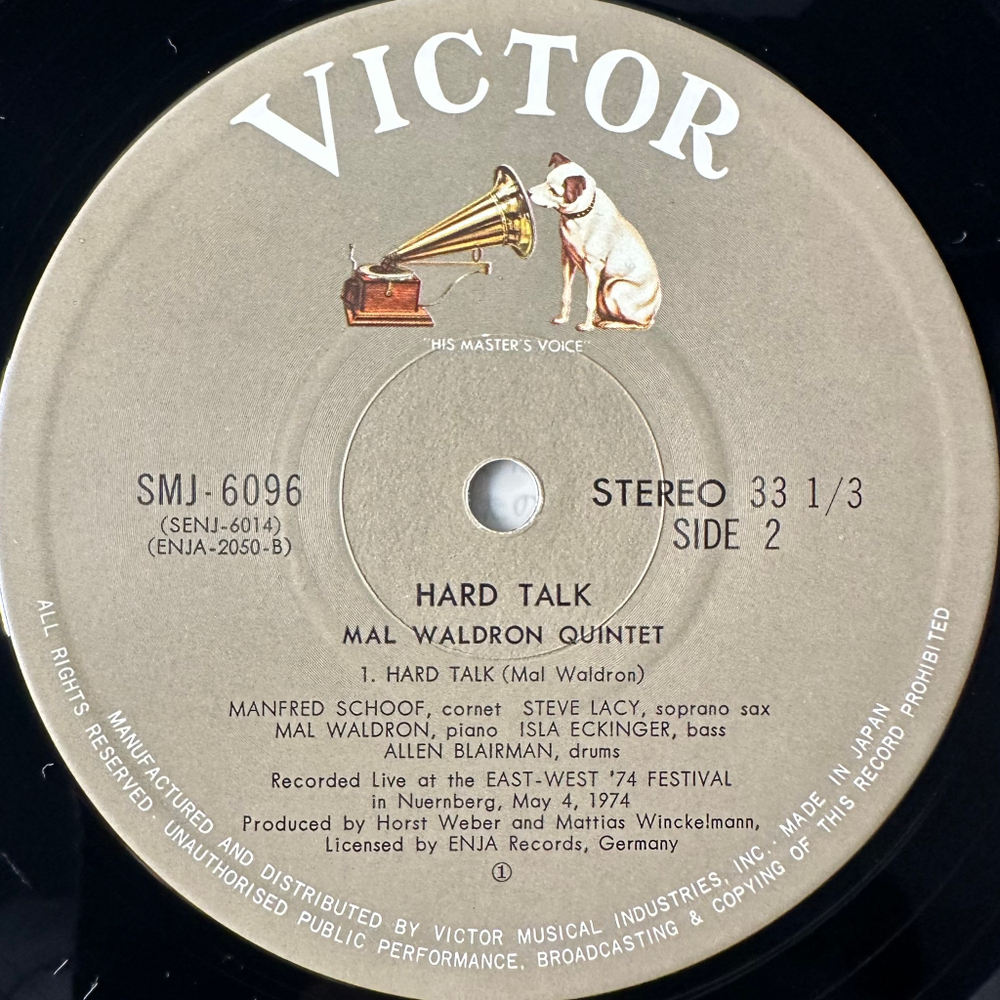 VICTOR
"HIS MASTER'S VOICE"
SMJ-6096
(SENJ-6014)
(ENJA-2050-B)
STEREO 33 1/3
SIDE 2
HARD TALK
MAL WALDRON QUINTET
1. HARD TALK (Mal Waldron)
MANFRED SCHOOF, cornet STEVE LACY, soprano sax
MAL WALDRON, piano ISLA ECKINGER, bass
ALLEN BLAIRMAN, drums
Recorded Live at the EAST-WEST '74 FESTIVAL
in Nuernberg, May 4, 1974
Produced by Horst Weber and Mattias Winckelmann,
Licensed by ENJA Records, Germany
①
MANUFACTURED AND DISTRIBUTED BY VICTOR MUSICAL INDUSTRIES, INC. · MADE IN JAPAN
ALL RIGHTS RESERVED. UNAUTHORISED PUBLIC PERFORMANCE, BROADCASTING & COPYING OF THIS RECORD PROHIBITED